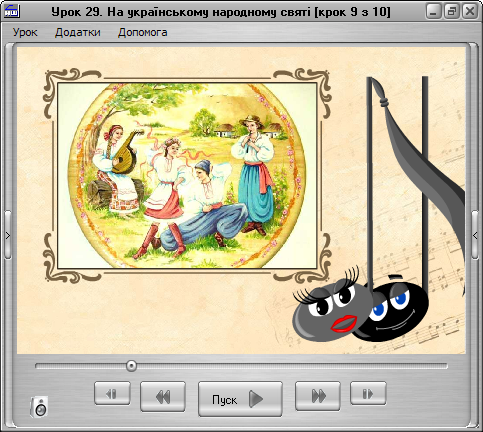 Урок 29. На українському народному святі [крок 9 з 10]
Урок Додатки Допомога
Пуск